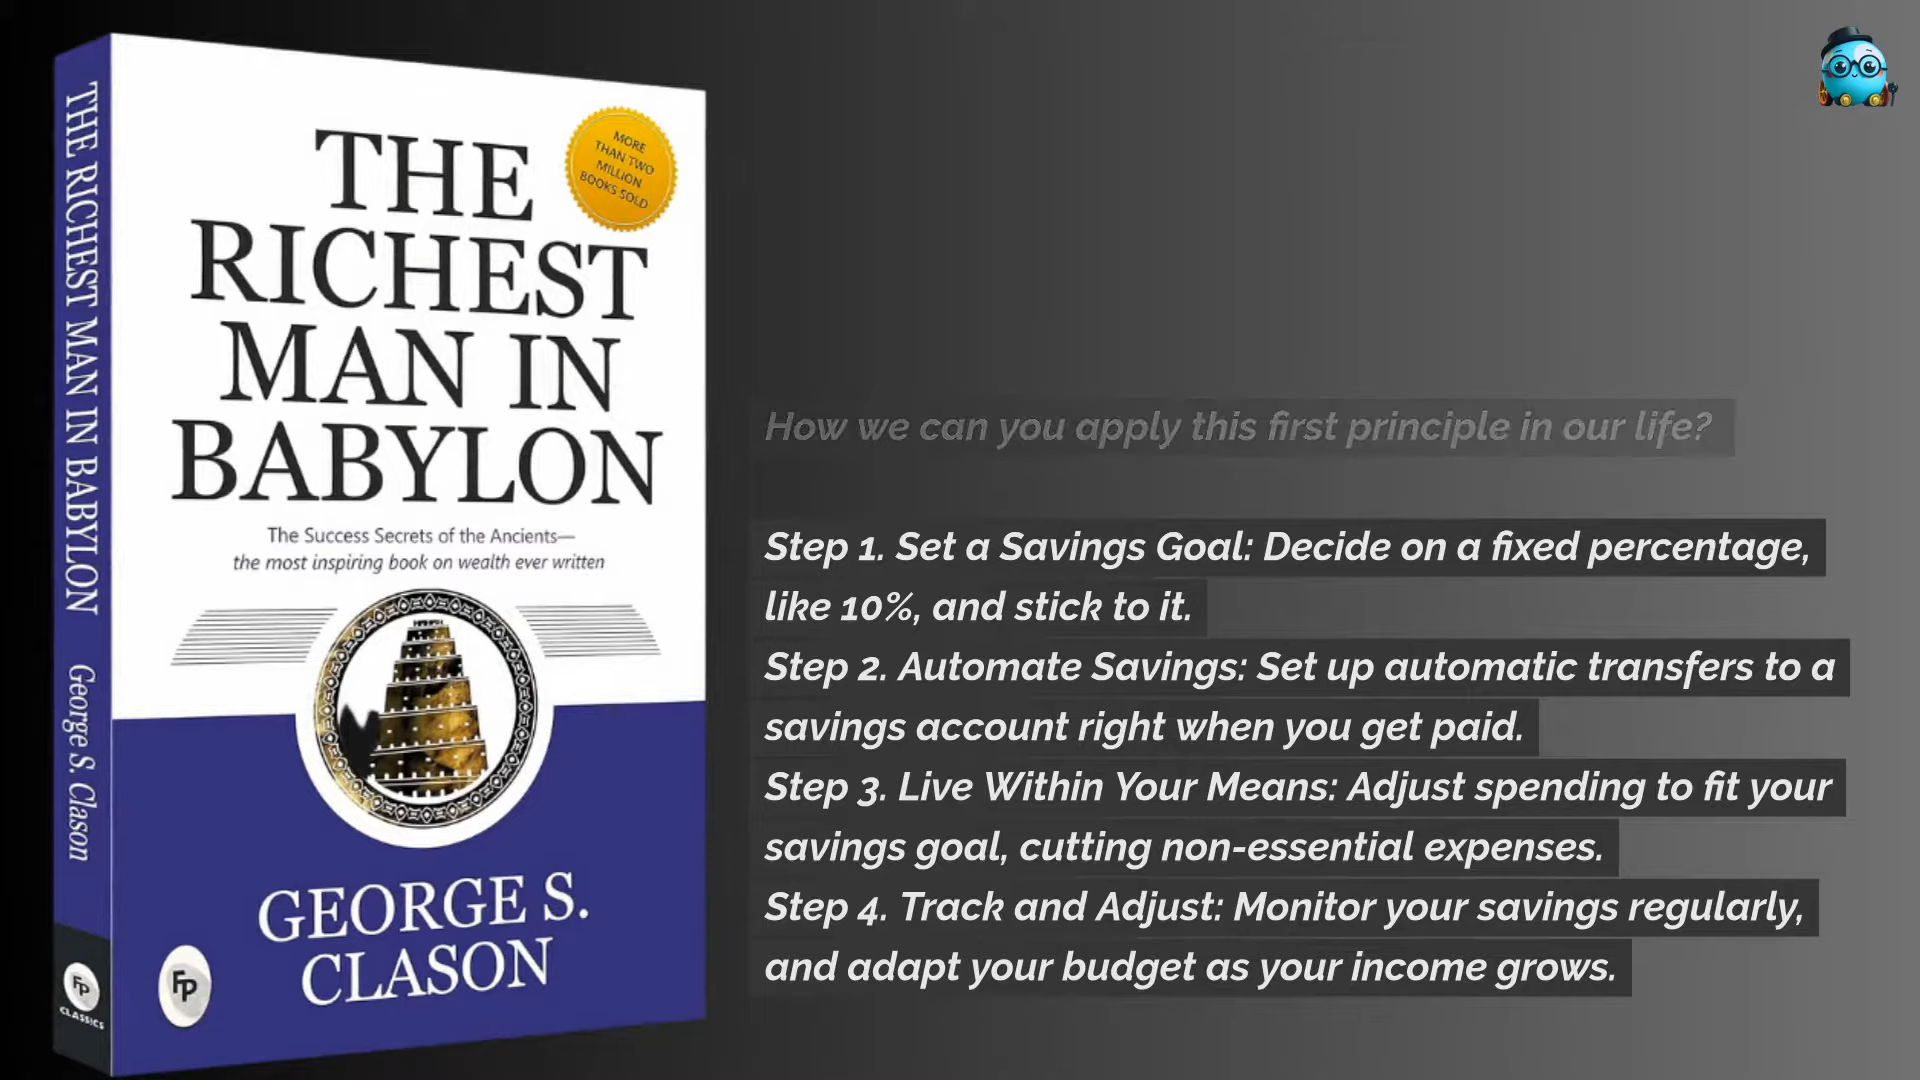 THE RICHEST MAN IN BABYLON
George S. Clason
FP
CLASSICS
THE
RICHEST
MAN IN
BABYLON
MORE
THAN TWO
MILLION
BOOKS SOLD
The Success Secrets of the Ancients—
the most inspiring book on wealth ever written
GEORGE S.
CLASON
FP
How we can you apply this first principle in our life?
Step 1. Set a Savings Goal: Decide on a fixed percentage,
like 10%, and stick to it.
Step 2. Automate Savings: Set up automatic transfers to a
savings account right when you get paid.
Step 3. Live Within Your Means: Adjust spending to fit your
savings goal, cutting non-essential expenses.
Step 4. Track and Adjust: Monitor your savings regularly,
and adapt your budget as your income grows.